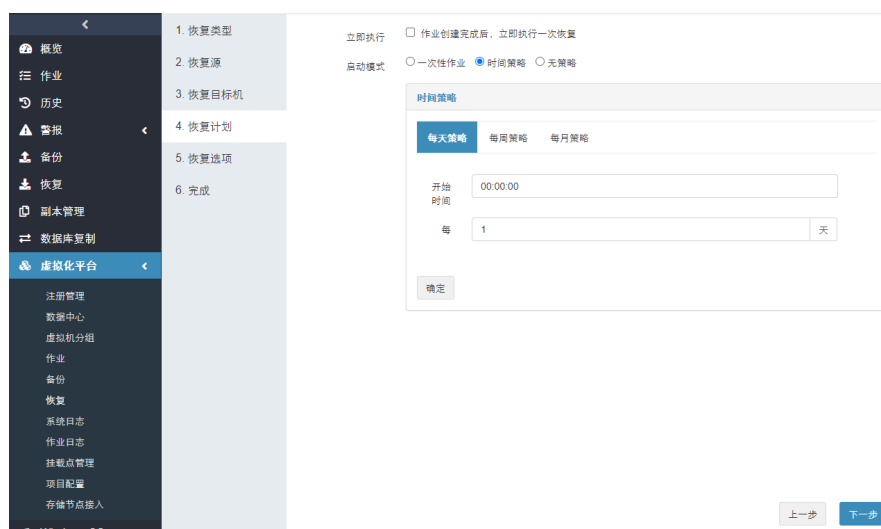 概览
作业
历史
警报
备份
恢复
副本管理
数据库复制
虚拟化平台
注册管理
数据中心
虚拟机分组
作业
备份
恢复
系统日志
作业日志
挂载点管理
项目配置
存储节点接入
1. 恢复类型
2. 恢复源
3. 恢复目标机
4. 恢复计划
5. 恢复选项
6. 完成
立即执行 作业创建完成后，立即执行一次恢复
启动模式 一次性作业 时间策略 无策略
时间策略
每天策略 每周策略 每月策略
开始
时间
00:00:00
每 1 天
确定
上一步 下一步